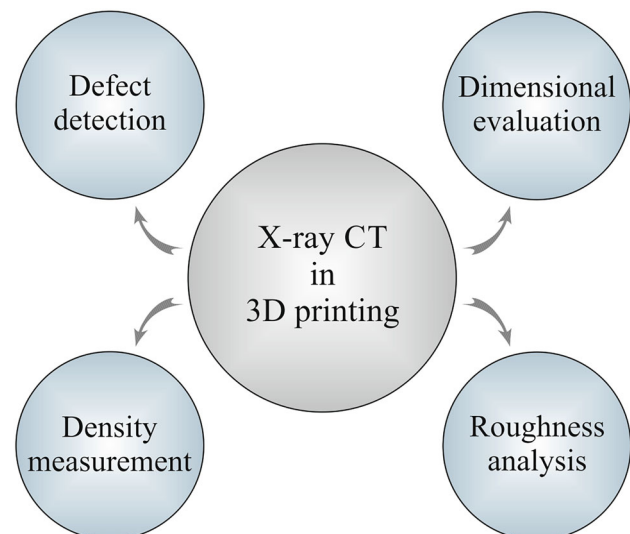 Defect
detection
Dimensional
evaluation
X-ray CT
in
3D printing
Density
measurement
Roughness
analysis